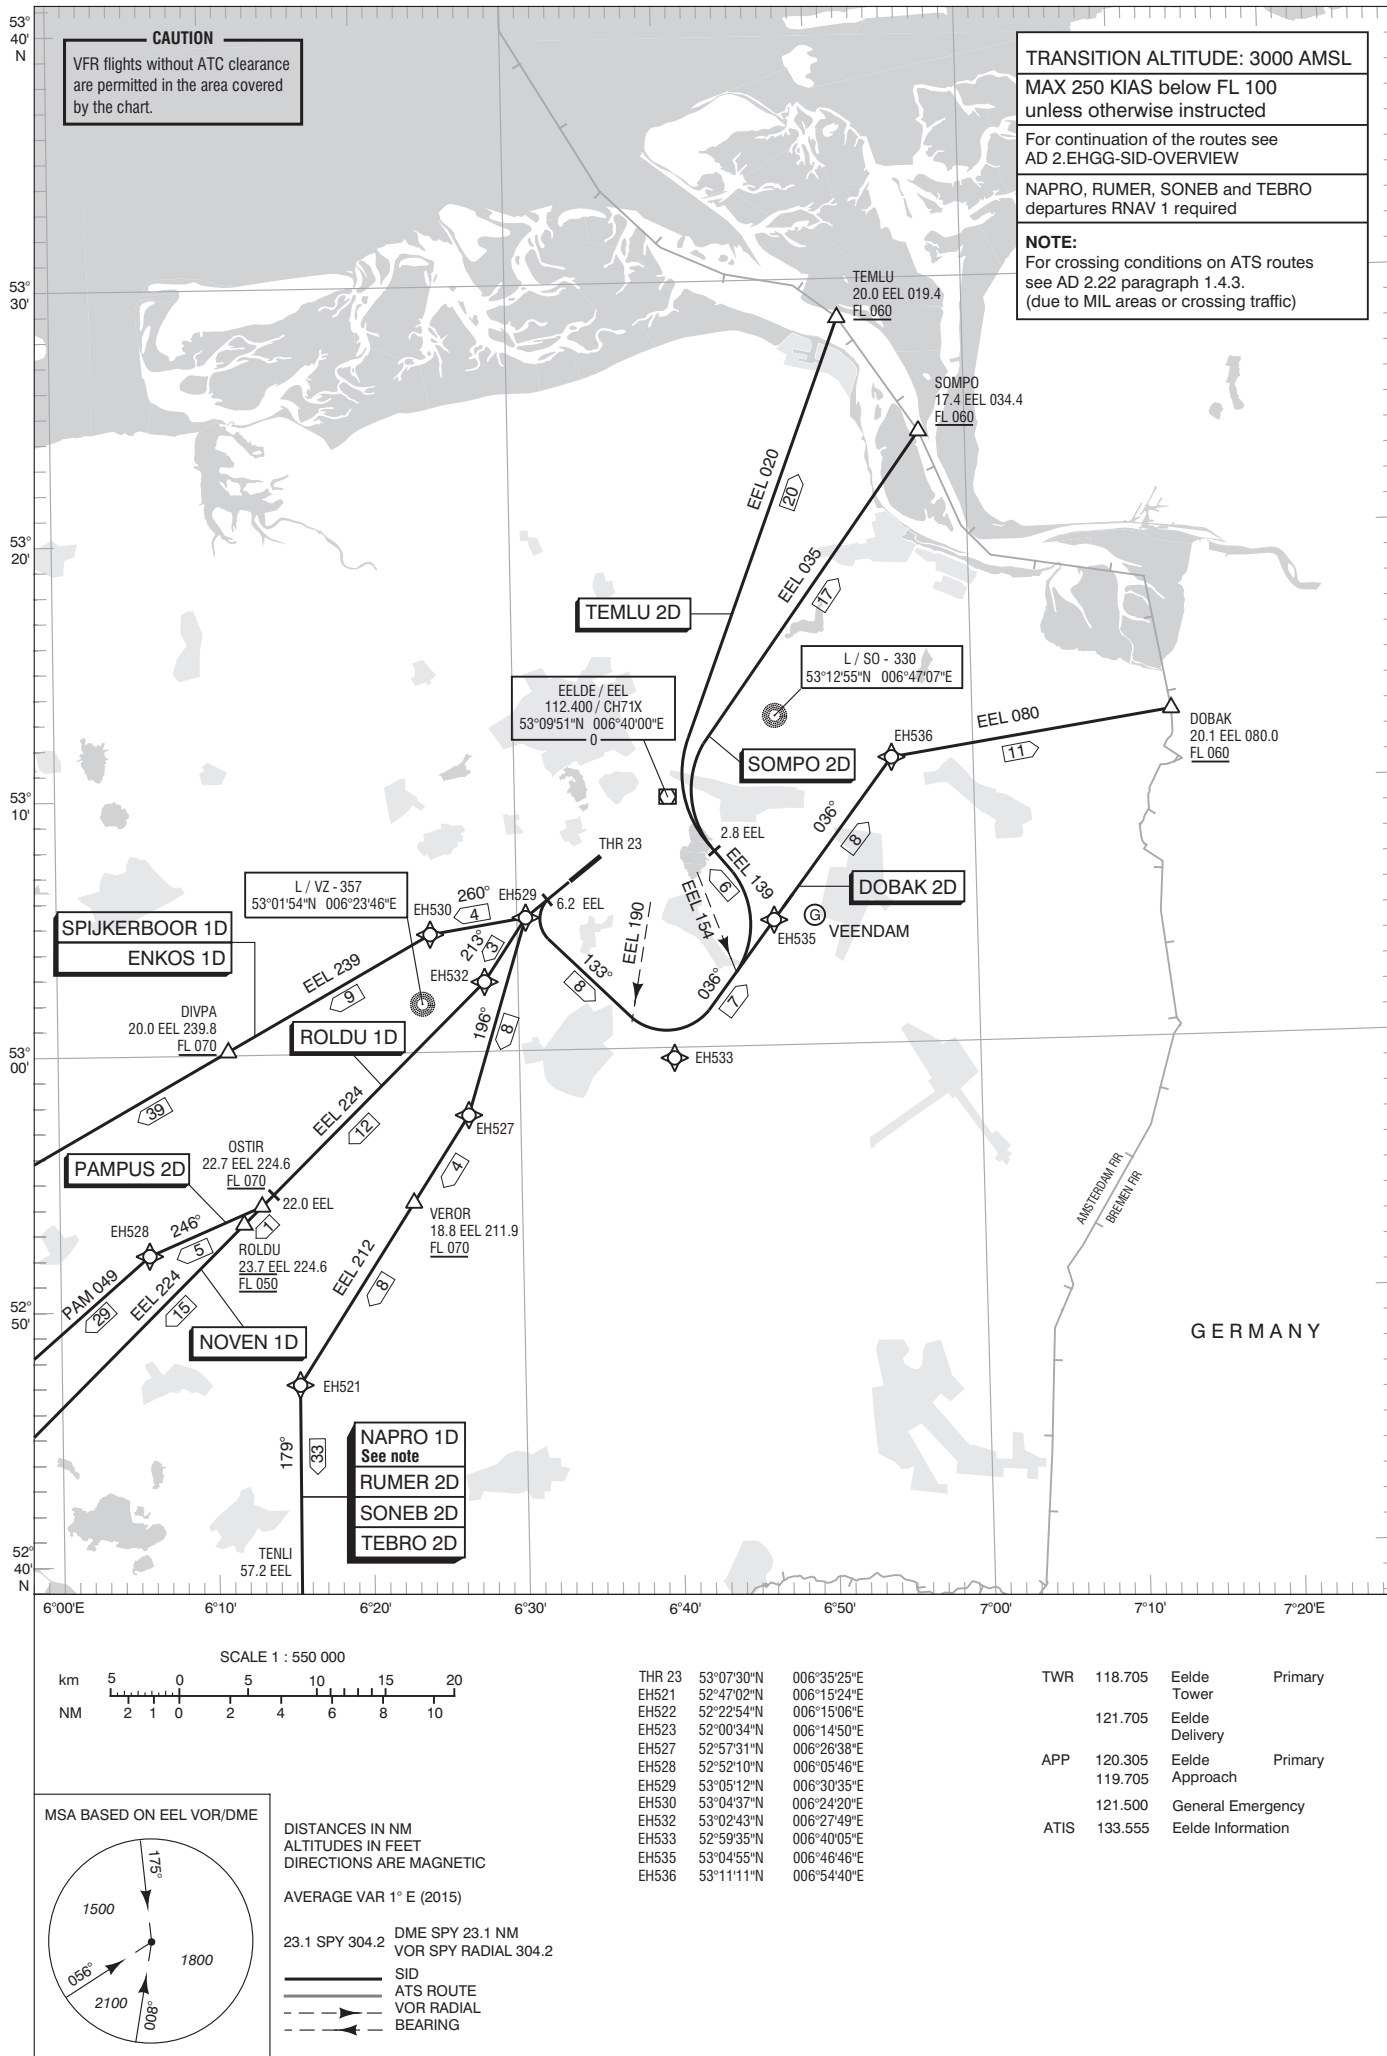 53°
40'
N
CAUTION
VFR flights without ATC clearance
are permitted in the area covered
by the chart.
TRANSITION ALTITUDE: 3000 AMSL
MAX 250 KIAS below FL 100
unless otherwise instructed
For continuation of the routes see
AD 2.EHGG-SID-OVERVIEW
NAPRO, RUMER, SONEB and TEBRO
departures RNAV 1 required
NOTE:
For crossing conditions on ATS routes
see AD 2.22 paragraph 1.4.3.
(due to MIL areas or crossing traffic)
53°
30'
TEMLU
20.0 EEL 019.4
FL 060
SOMPO
17.4 EEL 034.4
FL 060
EEL 020
20
53°
20'
EEL 035
17
TEMLU 2D
L / SO - 330
53°12'55"N 006°47'07"E
EELDE / EEL
112.400 / CH71X
53°09'51"N 006°40'00"E
0
EEL 080
11
DOBAK
20.1 EEL 080.0
FL 060
EH536
SOMPO 2D
53°
10'
036°
8
2.8 EEL
THR 23
EEL 139
6
DOBAK 2D
L / VZ - 357
53°01'54"N 006°23'46"E
260°
4
EH529
6.2 EEL
EH530
EEL 154
EEL 190
G
VEENDAM
EH535
SPIJKERBOOR 1D
ENKOS 1D
213°
3
EH532
EEL 239
9
133°
8
036°
7
DIVPA
20.0 EEL 239.8
FL 070
ROLDU 1D
196°
8
53°
00'
EH533
39
EEL 224
12
EH527
OSTIR
22.7 EEL 224.6
FL 070
PAMPUS 2D
4
22.0 EEL
AMSTERDAM FIR
BREMEN FIR
EH528
246°
5
1
VEROR
18.8 EEL 211.9
FL 070
ROLDU
23.7 EEL 224.6
FL 050
PAM 049
29
EEL 224
15
EEL 212
8
52°
50'
NOVEN 1D
GERMANY
EH521
179°
33
NAPRO 1D
See note
RUMER 2D
SONEB 2D
TEBRO 2D
52°
40'
N
TENLI
57.2 EEL
6°00'E 6°10' 6°20' 6°30' 6°40' 6°50' 7°00' 7°10' 7°20'E
SCALE 1 : 550 000
km 5 0 5 10 15 20
NM 2 1 0 2 4 6 8 10
THR 23 53°07'30"N 006°35'25"E
EH521 52°47'02"N 006°15'24"E
EH522 52°22'54"N 006°15'06"E
EH523 52°00'34"N 006°14'50"E
EH527 52°57'31"N 006°26'38"E
EH528 52°52'10"N 006°05'46"E
EH529 53°05'12"N 006°30'35"E
EH530 53°04'37"N 006°24'20"E
EH532 53°02'43"N 006°27'49"E
EH533 52°59'35"N 006°40'05"E
EH535 53°04'55"N 006°46'46"E
EH536 53°11'11"N 006°54'40"E
TWR 118.705 Eelde Primary
Tower
121.705 Eelde
Delivery
APP 120.305 Eelde Primary
119.705 Approach
121.500 General Emergency
ATIS 133.555 Eelde Information
MSA BASED ON EEL VOR/DME
175°
1500
1800
056°
2100
008°
DISTANCES IN NM
ALTITUDES IN FEET
DIRECTIONS ARE MAGNETIC
AVERAGE VAR 1° E (2015)
23.1 SPY 304.2 DME SPY 23.1 NM
VOR SPY RADIAL 304.2
SID
ATS ROUTE
VOR RADIAL
BEARING